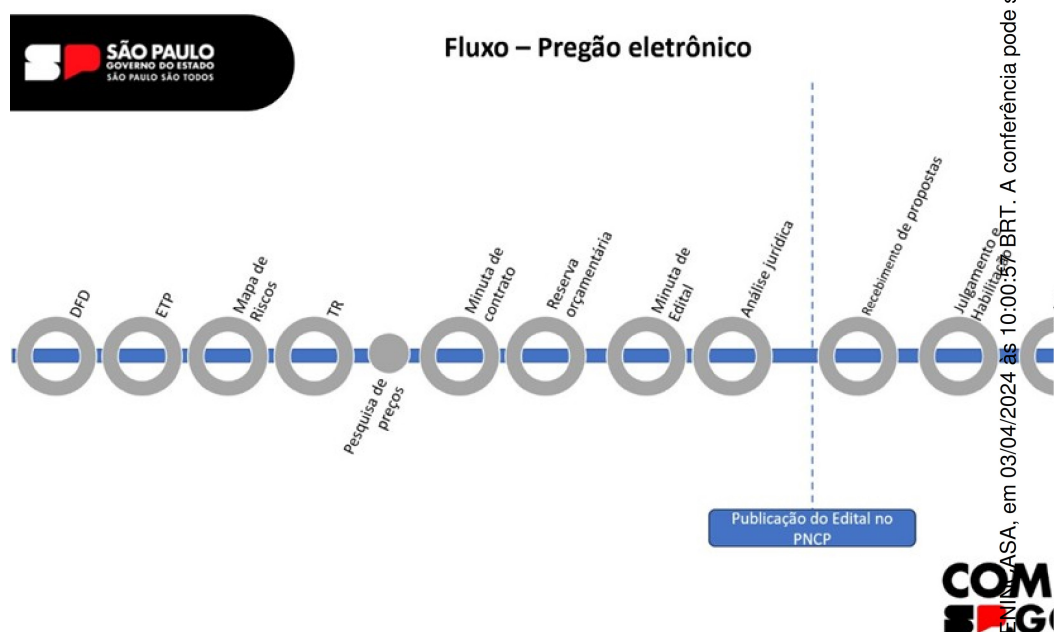 SÃO PAULO
GOVERNO DO ESTADO
SÃO PAULO SÃO TODOS
Fluxo – Pregão eletrônico
DFD
ETP
Mapa de
Riscos
TR
Pesquisa de
preços
Minuta de
contrato
Reserva
orçamentária
Minuta de
Edital
Análise jurídica
Recebimento de propostas
Julgamento e
Habilitação
Publicação do Edital no
PNCP
ASA, em 03/04/2024 às 10:00:57 BRT. A conferência pode
COM